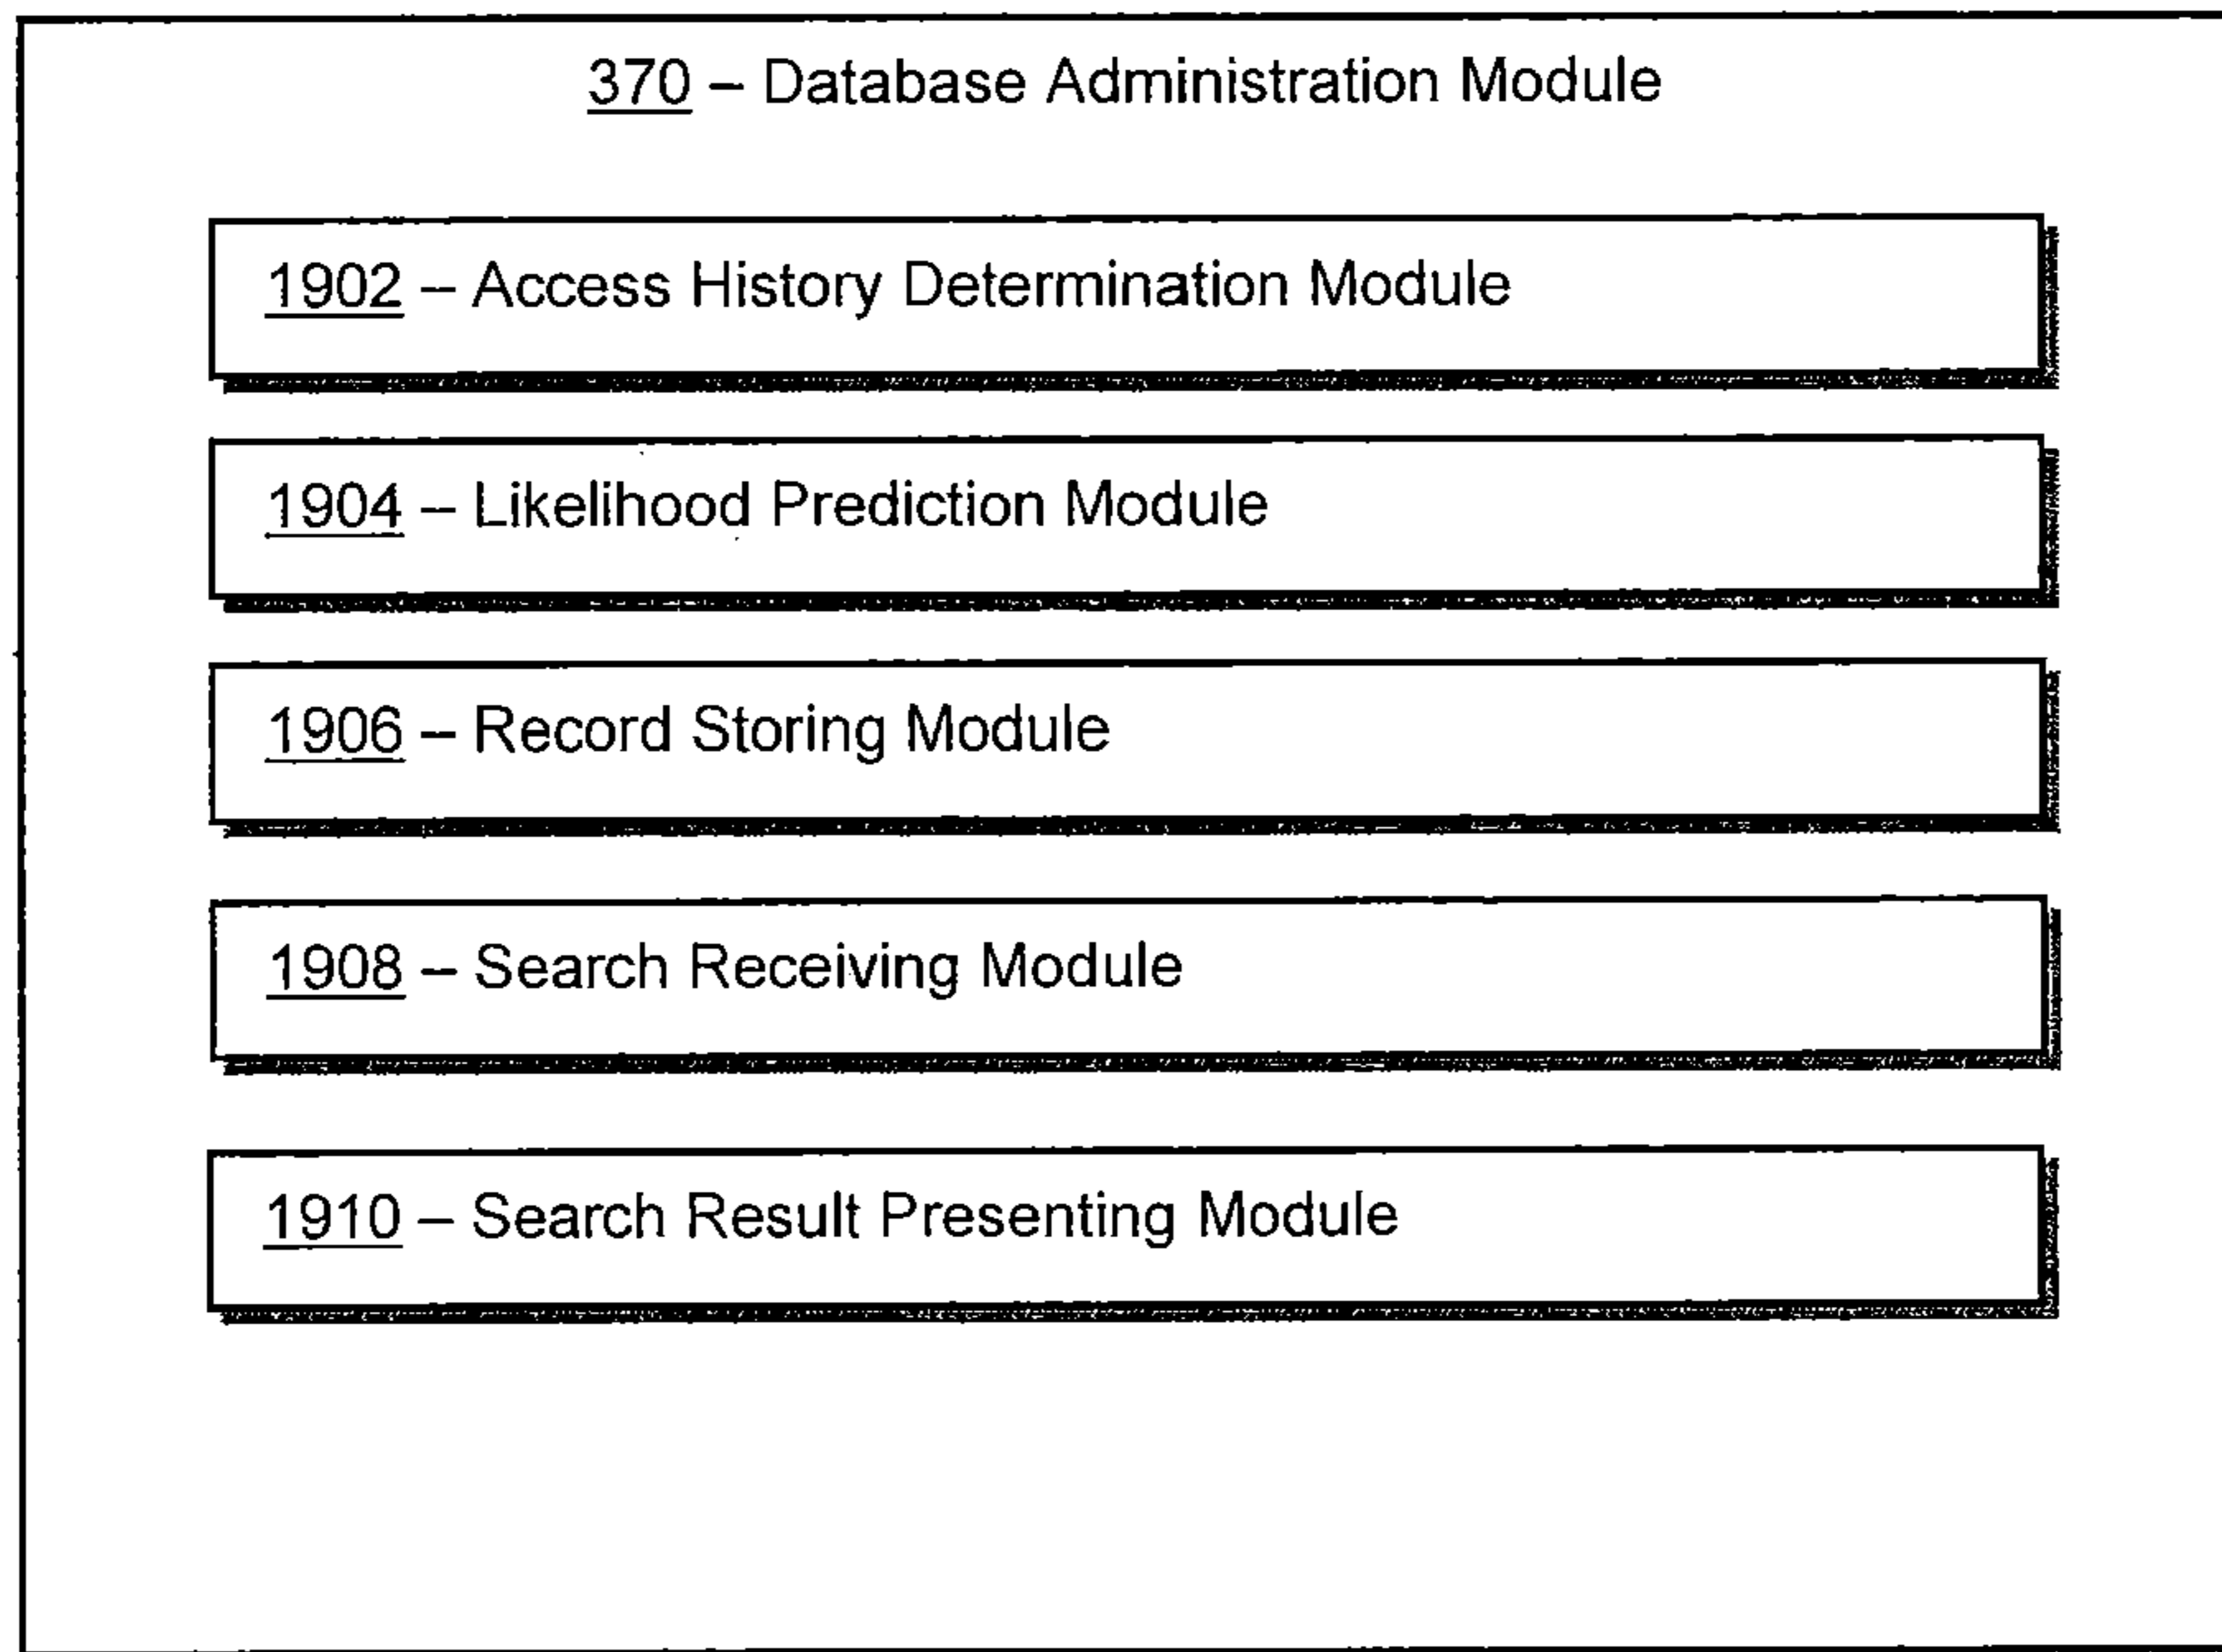 370 – Database Administration Module
1902 – Access History Determination Module
1904 – Likelihood Prediction Module
1906 – Record Storing Module
1908 – Search Receiving Module
1910 – Search Result Presenting Module